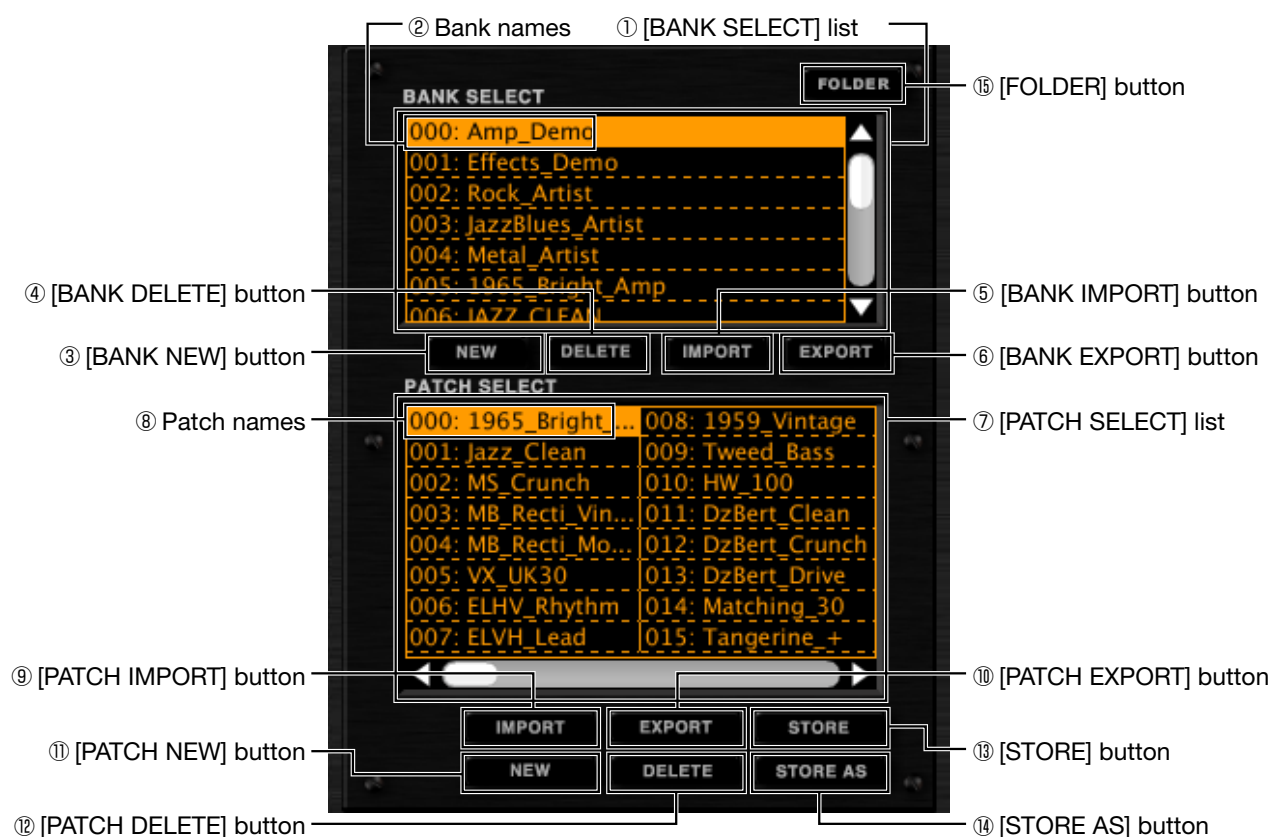 ② Bank names
① [BANK SELECT] list
FOLDER
⑮ [FOLDER] button
BANK SELECT
000: Amp_Demo
001: Effects_Demo
002: Rock_Artist
003: JazzBlues_Artist
004: Metal_Artist
005: 1965_Bright_Amp
006: JAZZ_CLEAN
④ [BANK DELETE] button
⑤ [BANK IMPORT] button
③ [BANK NEW] button
NEW DELETE IMPORT EXPORT
⑥ [BANK EXPORT] button
PATCH SELECT
⑧ Patch names
⑦ [PATCH SELECT] list
000: 1965_Bright_... 008: 1959_Vintage
001: Jazz_Clean 009: Tweed_Bass
002: MS_Crunch 010: HW_100
003: MB_Recti_Vin... 011: DzBert_Clean
004: MB_Recti_Mo... 012: DzBert_Crunch
005: VX_UK30 013: DzBert_Drive
006: ELHV_Rhythm 014: Matching_30
007: ELVH_Lead 015: Tangerine_+
⑨ [PATCH IMPORT] button
⑩ [PATCH EXPORT] button
IMPORT EXPORT STORE
⑪ [PATCH NEW] button
⑬ [STORE] button
NEW DELETE STORE AS
⑫ [PATCH DELETE] button
⑭ [STORE AS] button